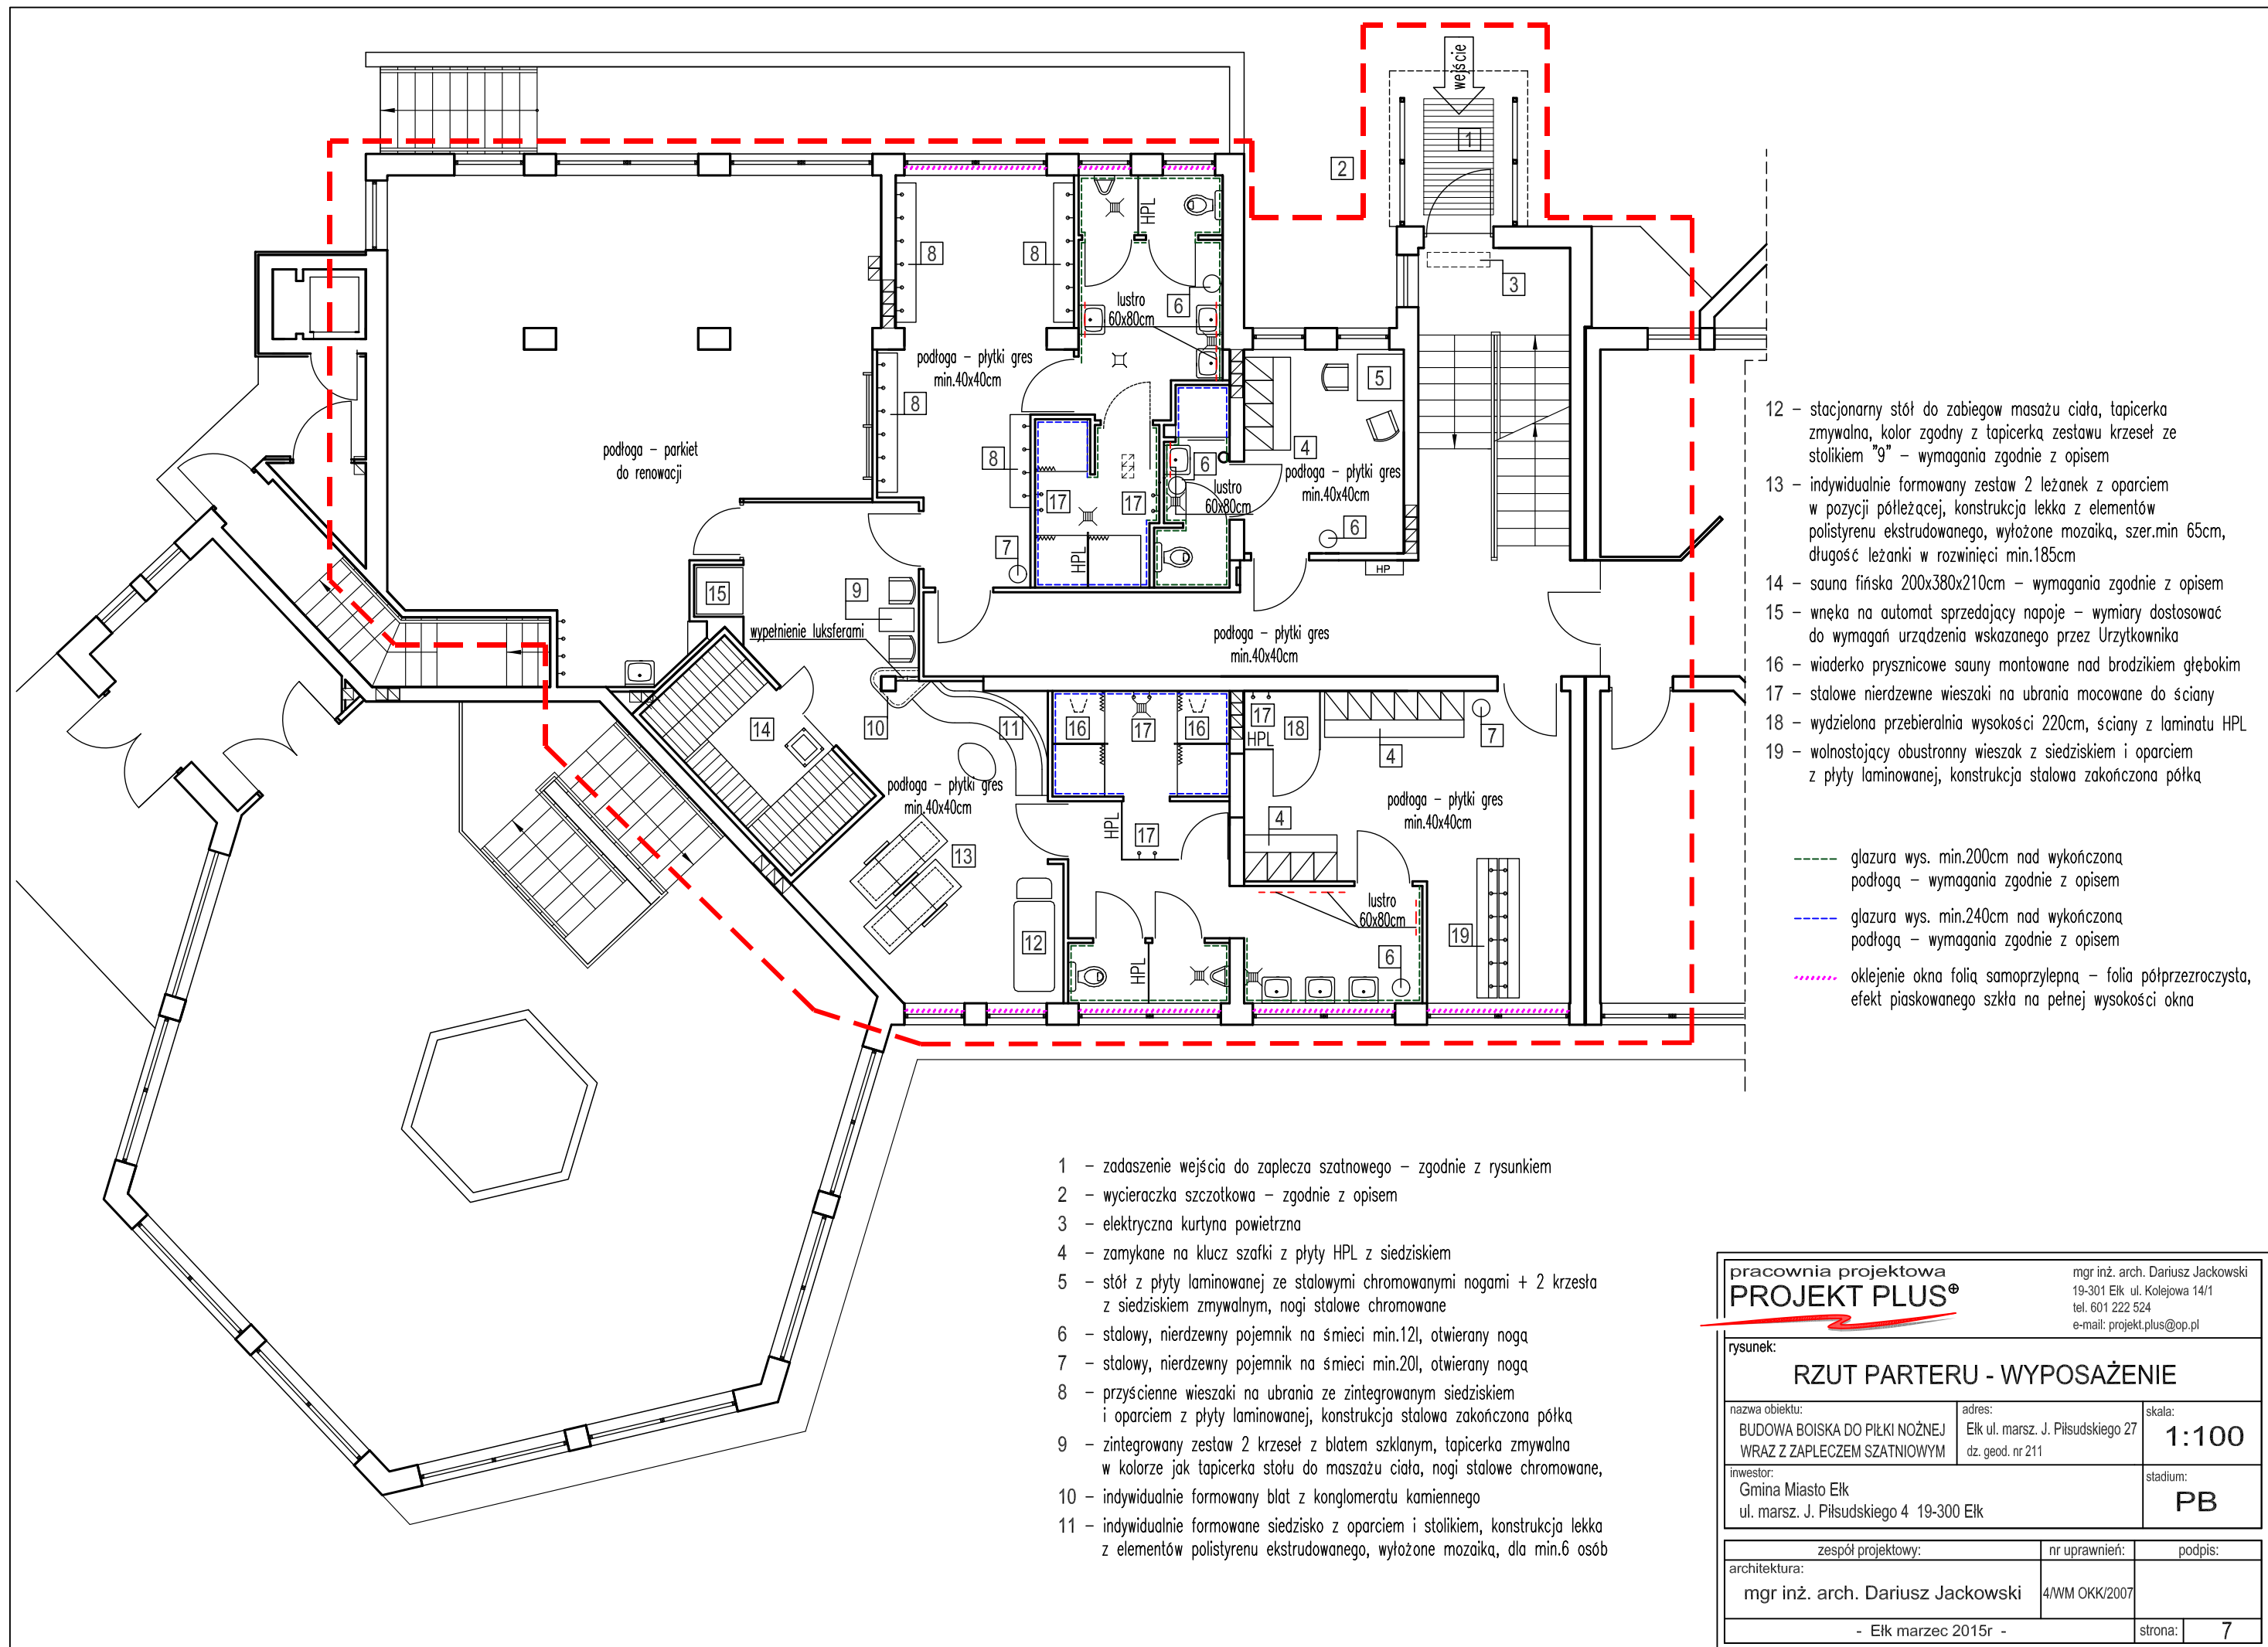 wejście
1
2
3
8
8
HPL
6
lustro
60x80cm
podłoga – płytki gres
min.40x40cm
8
8
5
4
podłoga – płytki gres
min.40x40cm
6
lustro
60x80cm
6
17
17
HPL
7
HP
podłoga – parkiet
do renowacji
15
9
wypełnienie luksferami
podłoga – płytki gres
min.40x40cm
14
10
11
16
17
16
17
HPL
18
4
7
podłoga – płytki gres
min.40x40cm
podłoga – płytki gres
min.40x40cm
HPL
17
4
13
12
HPL
lustro
60x80cm
6
19
12 – stacjonarny stół do zabiegow masażu ciała, tapicerka
zmywalna, kolor zgodny z tapicerką zestawu krzeseł ze
stolikiem "9" – wymagania zgodnie z opisem
13 – indywidualnie formowany zestaw 2 leżanek z oparciem
w pozycji półleżącej, konstrukcja lekka z elementów
polistyrenu ekstrudowanego, wyłożone mozaiką, szer.min 65cm,
długość leżanki w rozwinięci min.185cm
14 – sauna fińska 200x380x210cm – wymagania zgodnie z opisem
15 – wnęka na automat sprzedający napoje – wymiary dostosować
do wymagań urządzenia wskazanego przez Urzytkownika
16 – wiaderko prysznicowe sauny montowane nad brodzikiem głębokim
17 – stalowe nierdzewne wieszaki na ubrania mocowane do ściany
18 – wydzielona przebieralnia wysokości 220cm, ściany z laminatu HPL
19 – wolnostojący obustronny wieszak z siedziskiem i oparciem
z płyty laminowanej, konstrukcja stalowa zakończona półką
glazura wys. min.200cm nad wykończoną
podłogą – wymagania zgodnie z opisem
glazura wys. min.240cm nad wykończoną
podłogą – wymagania zgodnie z opisem
oklejenie okna folią samoprzylepną – folia półprzezroczysta,
efekt piaskowanego szkła na pełnej wysokości okna
1 – zadaszenie wejścia do zaplecza szatnowego – zgodnie z rysunkiem
2 – wycieraczka szczotkowa – zgodnie z opisem
3 – elektryczna kurtyna powietrzna
4 – zamykane na klucz szafki z płyty HPL z siedziskiem
5 – stół z płyty laminowanej ze stalowymi chromowanymi nogami + 2 krzesła
z siedziskiem zmywalnym, nogi stalowe chromowane
6 – stalowy, nierdzewny pojemnik na śmieci min.12l, otwierany nogą
7 – stalowy, nierdzewny pojemnik na śmieci min.20l, otwierany nogą
8 – przyścienne wieszaki na ubrania ze zintegrowanym siedziskiem
i oparciem z płyty laminowanej, konstrukcja stalowa zakończona półką
9 – zintegrowany zestaw 2 krzeseł z blatem szklanym, tapicerka zmywalna
w kolorze jak tapicerka stołu do maszażu ciała, nogi stalowe chromowane,
10 – indywidualnie formowany blat z konglomeratu kamiennego
11 – indywidualnie formowane siedzisko z oparciem i stolikiem, konstrukcja lekka
z elementów polistyrenu ekstrudowanego, wyłożone mozaiką, dla min.6 osób
pracownia projektowa
PROJEKT PLUS
mgr inż. arch. Dariusz Jackowski
19-301 Ełk ul. Kolejowa 14/1
tel. 601 222 524
e-mail: projekt.plus@op.pl
rysunek:
RZUT PARTERU - WYPOSAŻENIE
nazwa obiektu:
BUDOWA BOISKA DO PIŁKI NOŻNEJ
WRAZ Z ZAPLECZEM SZATNIOWYM
adres:
Ełk ul. marsz. J. Piłsudskiego 27
dz. geod. nr 211
skala:
1:100
inwestor:
Gmina Miasto Ełk
ul. marsz. J. Piłsudskiego 4 19-300 Ełk
stadium:
PB
zespół projektowy:
nr uprawnień:
podpis:
architektura:
mgr inż. arch. Dariusz Jackowski
4/WM OKK/2007
- Ełk marzec 2015r -
strona:
7